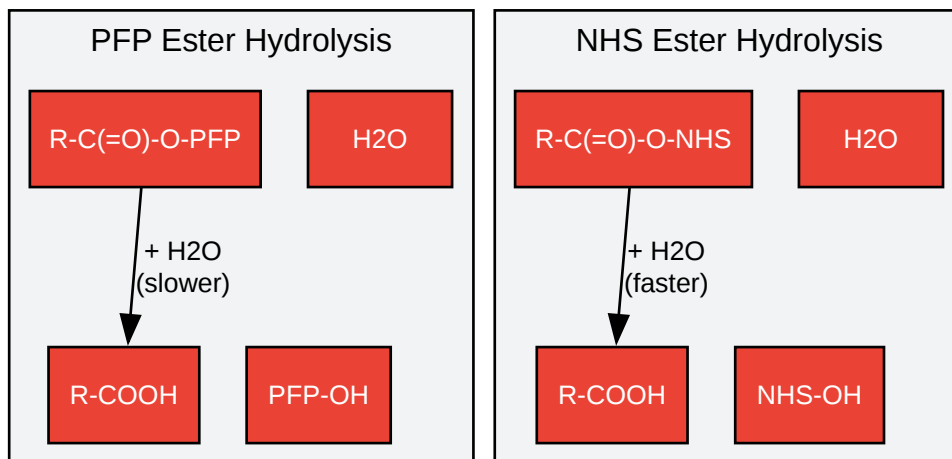 PFP Ester Hydrolysis
R-C(=O)-O-PFP
H2O
+ H2O
(slower)
R-COOH
PFP-OH
NHS Ester Hydrolysis
R-C(=O)-O-NHS
H2O
+ H2O
(faster)
R-COOH
NHS-OH